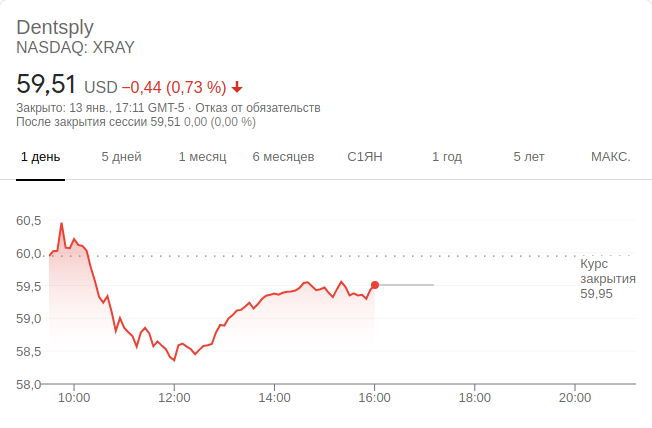 Dentsply
NASDAQ: XRAY
59,51 USD −0,44 (0,73 %)
Закрыто: 13 янв., 17:11 GMT-5 · Отказ от обязательств
После закрытия сессии 59,51 0,00 (0,00 %)
1 день 5 дней 1 месяц 6 месяцев С1ЯН 1 год 5 лет МАКС.
60,5
60,0
59,5
59,0
58,5
58,0
Курс
закрытия
59,95
10:00 12:00 14:00 16:00 18:00 20:00